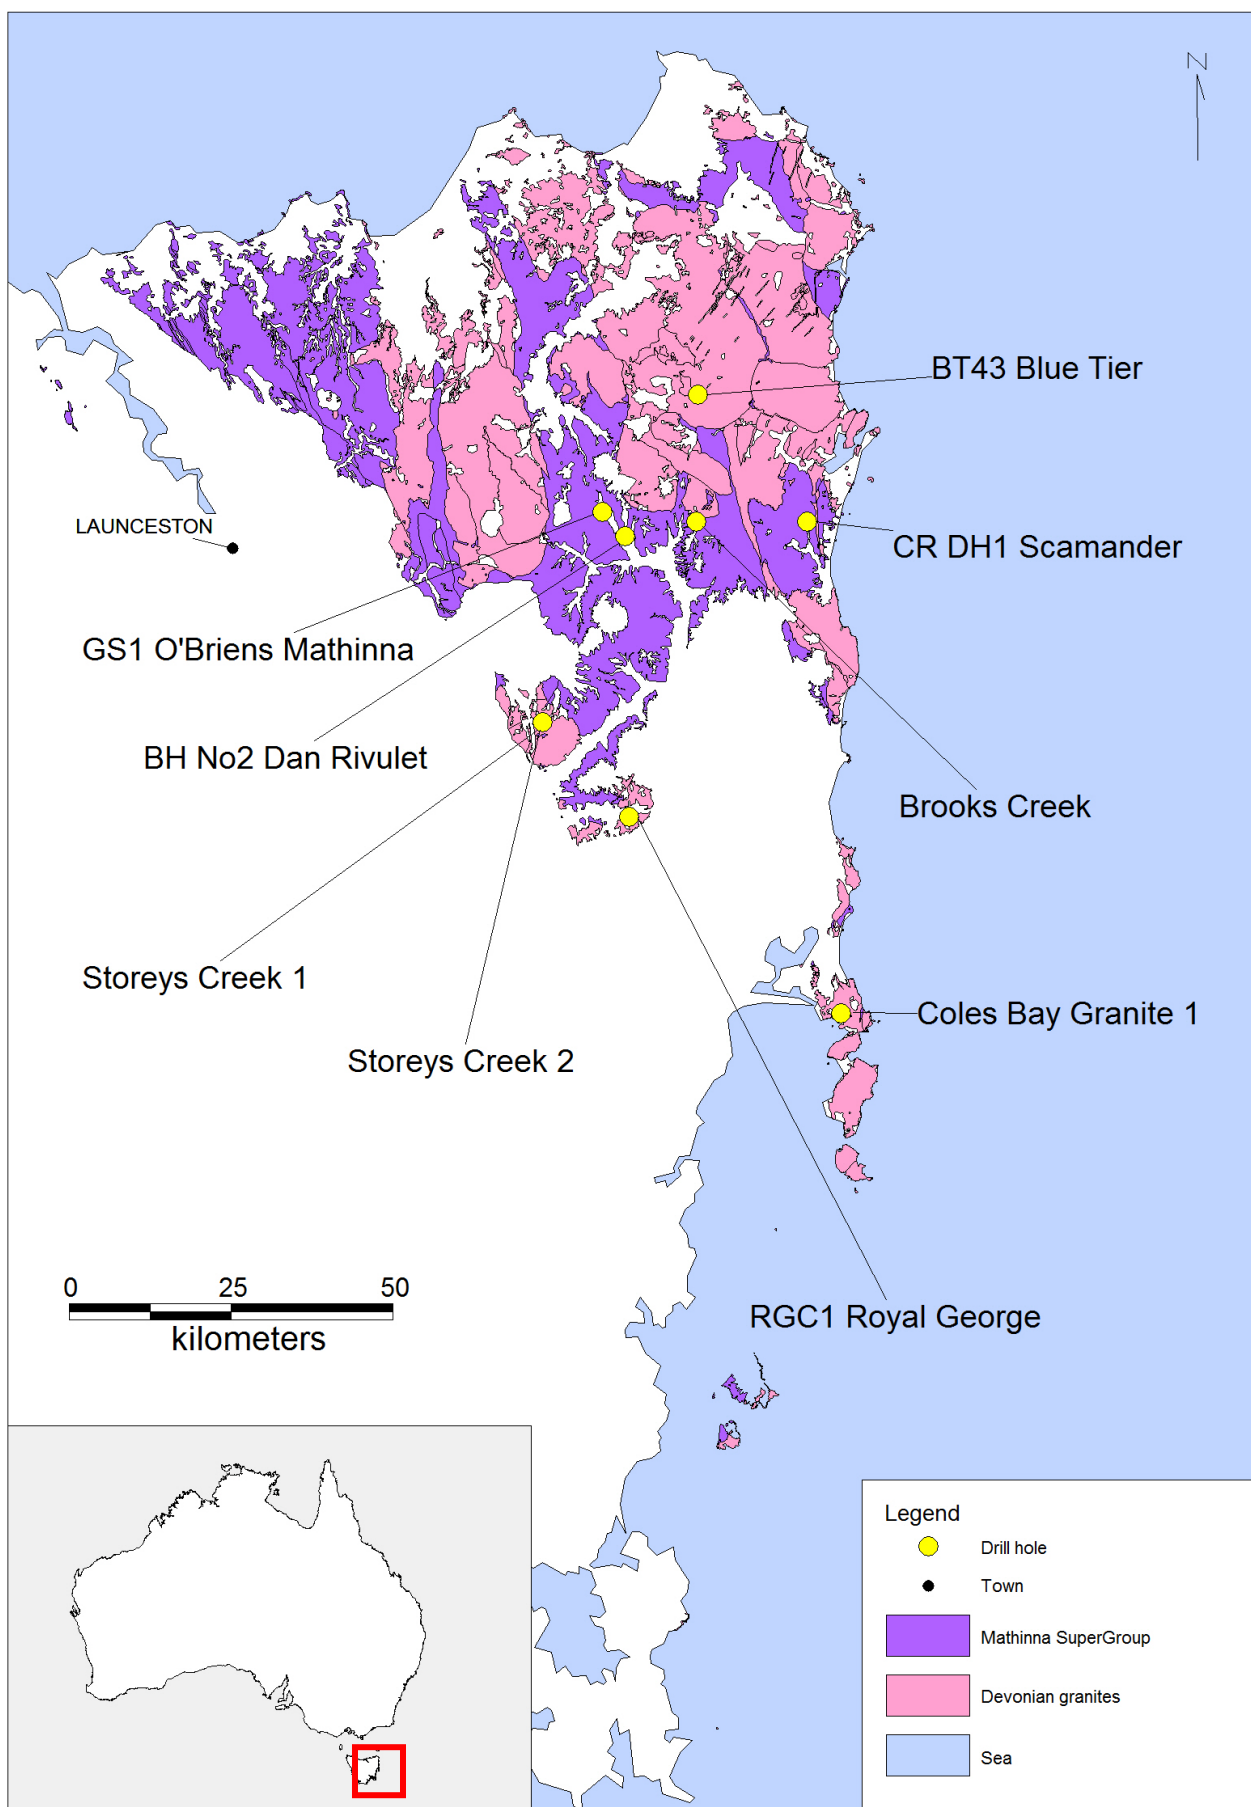 N
BT43 Blue Tier
LAUNCESTON
CR DH1 Scamander
GS1 O'Briens Mathinna
BH No2 Dan Rivulet
Brooks Creek
Storeys Creek 1
Coles Bay Granite 1
Storeys Creek 2
0 25 50
kilometers
RGC1 Royal George
Legend
Drill hole
Town
Mathinna SuperGroup
Devonian granites
Sea